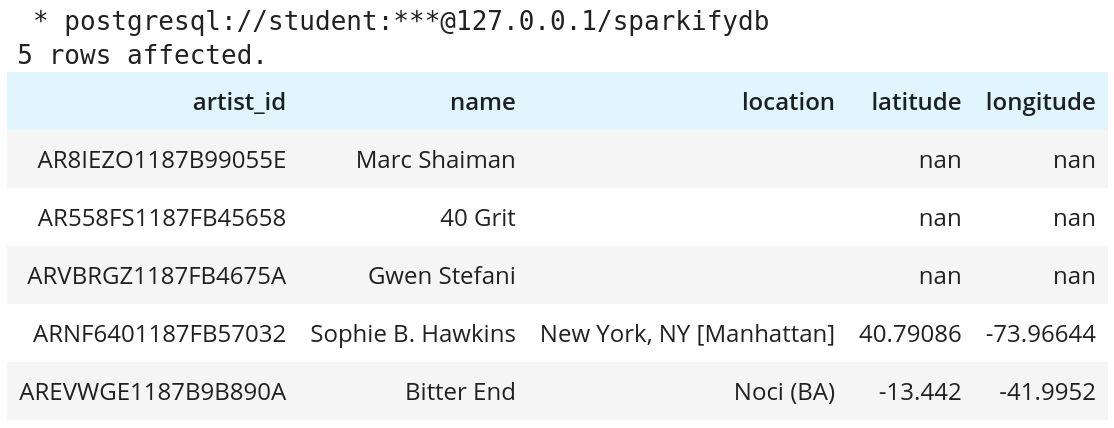 * postgresql://student:***@127.0.0.1/sparkifydb
5 rows affected.
artist_id name location latitude longitude
AR8IEZO1187B99055E Marc Shaiman nan nan
AR558FS1187FB45658 40 Grit nan nan
ARVBRGZ1187FB4675A Gwen Stefani nan nan
ARNF6401187FB57032 Sophie B. Hawkins New York, NY [Manhattan] 40.79086 -73.96644
AREVWGE1187B9B890A Bitter End Noci (BA) -13.442 -41.9952